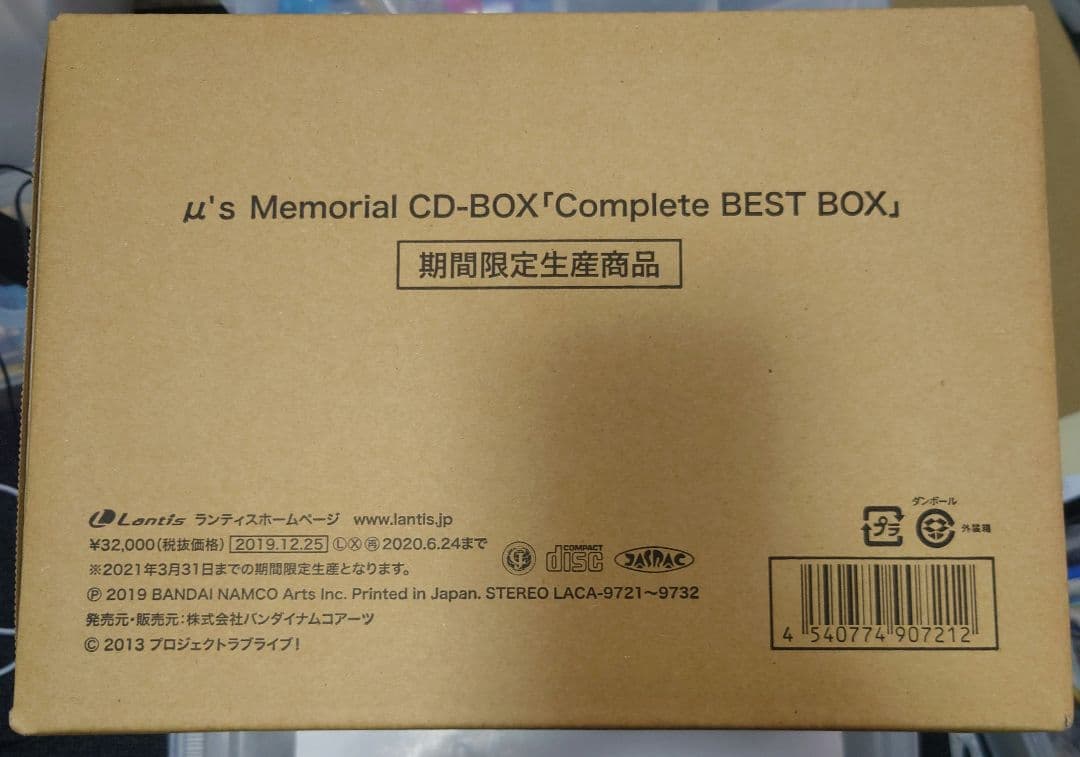 μ's Memorial CD-BOX「Complete BEST BOX」
期間限定生産商品
Lantis ランティスホームページ www.lantis.jp
¥32,000(税抜価格) 2019.12.25 ⓁⓍ㊢ 2020.6.24まで
※2021年3月31日までの期間限定生産となります。
Ⓟ 2019 BANDAI NAMCO Arts Inc. Printed in Japan. STEREO LACA-9721〜9732
発売元・販売元:株式会社バンダイナムコアーツ
© 2013 プロジェクトラブライブ!
COMPACT disc
JASRAC
ダンボール
プラ
外装箱
4 540774 907212